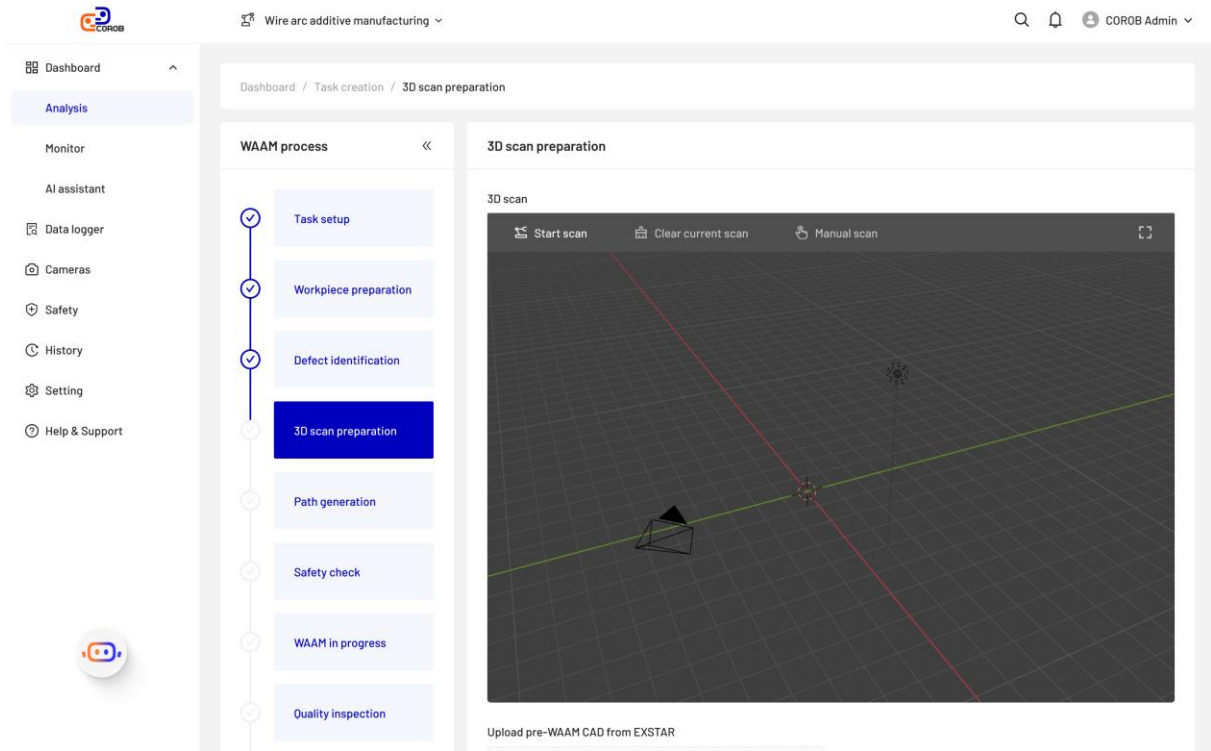 COROB
Wire arc additive manufacturing
COROB Admin
Dashboard
Analysis
Monitor
AI assistant
Data logger
Cameras
Safety
History
Setting
Help & Support
Dashboard / Task creation / 3D scan preparation
WAAM process
Task setup
Workpiece preparation
Defect identification
3D scan preparation
Path generation
Safety check
WAAM in progress
Quality inspection
3D scan preparation
3D scan
Start scan
Clear current scan
Manual scan
Upload pre-WAAM CAD from EXSTAR